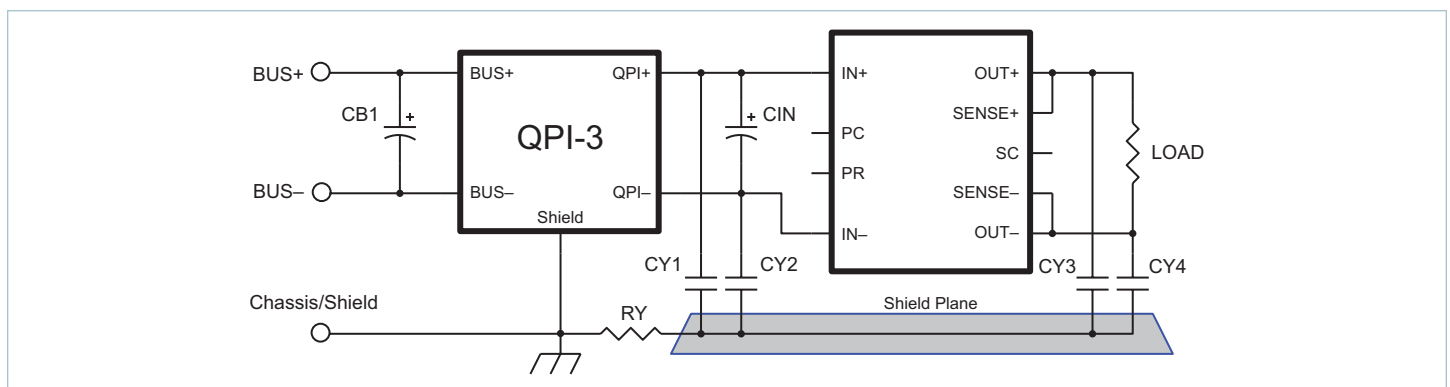 BUS+
BUS+
QPI+
IN+
OUT+
CB1
+
+
CIN
SENSE+
QPI-3
PC
SC
LOAD
PR
BUS–
BUS–
QPI–
SENSE–
Shield
IN–
OUT–
CY1
CY2
CY3
CY4
Chassis/Shield
RY
Shield Plane